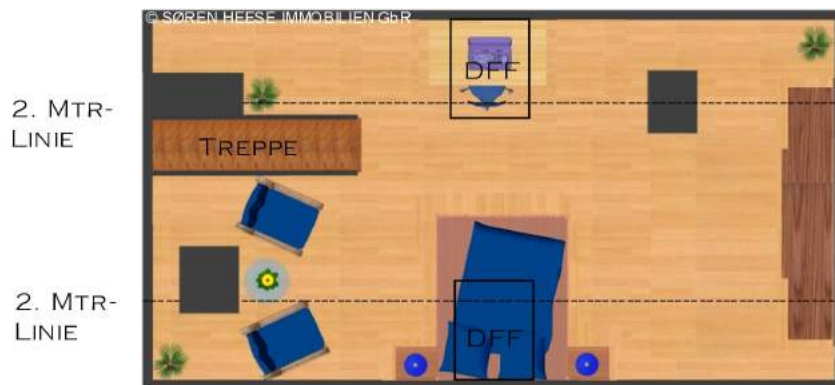 © SØREN HEESE IMMOBILIEN GbR
DFF
2. MTR-
LINIE
TREPPE
2. MTR-
LINIE
DFF